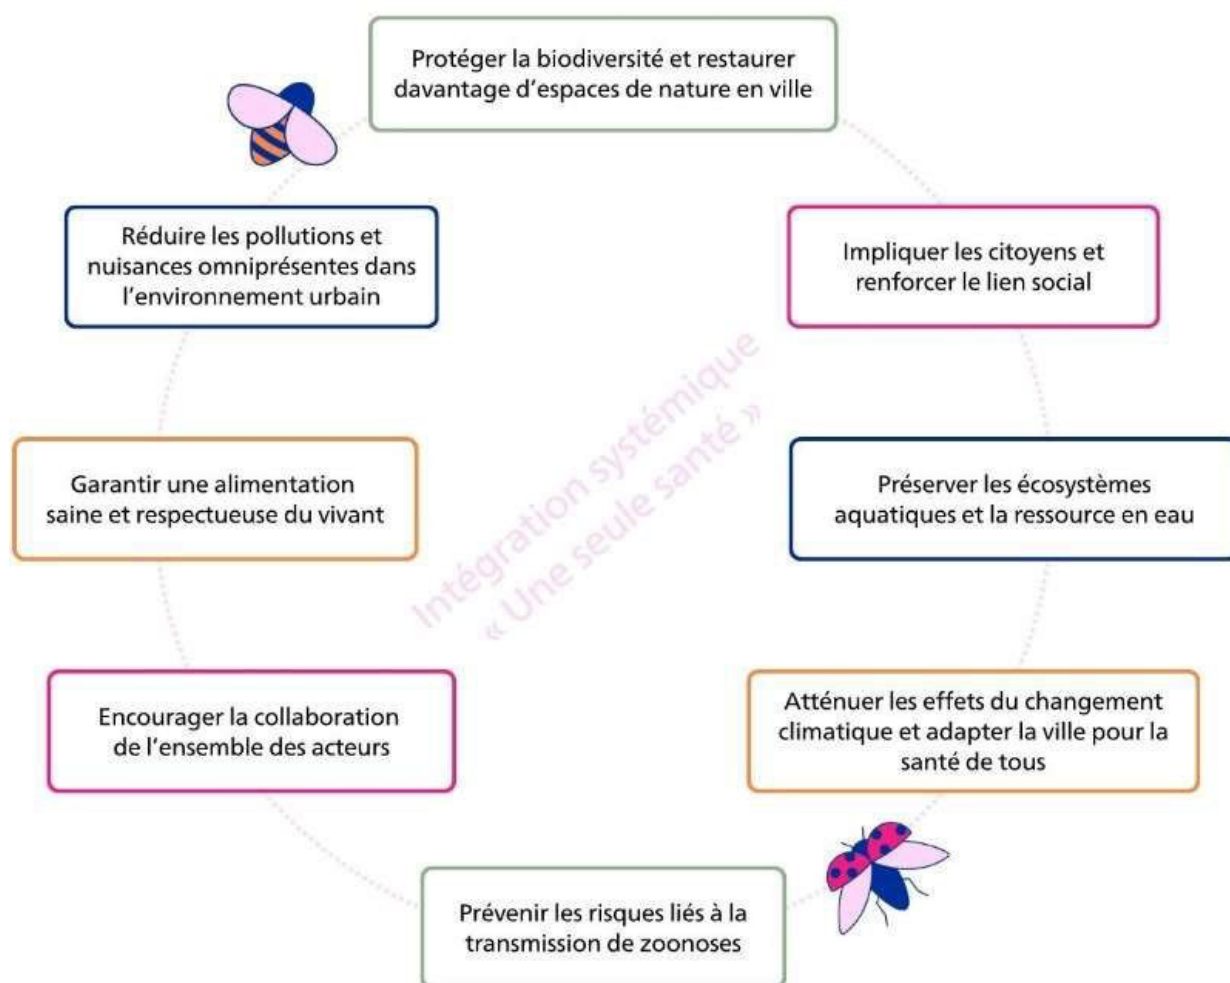 Protéger la biodiversité et restaurer
davantage d'espaces de nature en ville
Réduire les pollutions et
nuisances omniprésentes dans
l'environnement urbain
Impliquer les citoyens et
renforcer le lien social
Intégration systémique
« Une seule santé »
Garantir une alimentation
saine et respectueuse du vivant
Préserver les écosystèmes
aquatiques et la ressource en eau
Encourager la collaboration
de l'ensemble des acteurs
Atténuer les effets du changement
climatique et adapter la ville pour la
santé de tous
Prévenir les risques liés à la
transmission de zoonoses